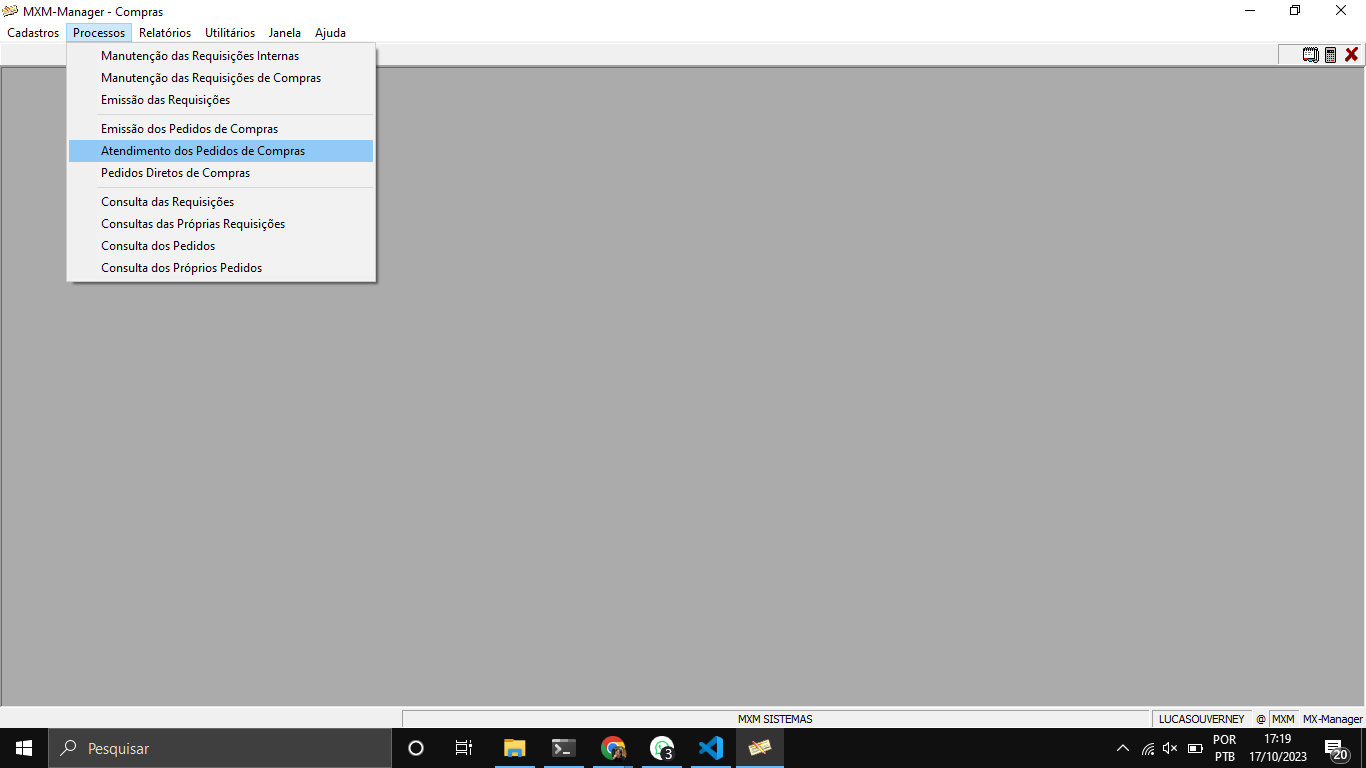 MXM-Manager - Compras
Cadastros Processos Relatórios Utilitários Janela Ajuda
Manutenção das Requisições Internas
Manutenção das Requisições de Compras
Emissão das Requisições
Emissão dos Pedidos de Compras
Atendimento dos Pedidos de Compras
Pedidos Diretos de Compras
Consulta das Requisições
Consultas das Próprias Requisições
Consulta dos Pedidos
Consulta dos Próprios Pedidos
MXM SISTEMAS LUCASOUVERNEY @ MXM MX-Manager
Pesquisar 3 POR 17:19 20
PTB 17/10/2023